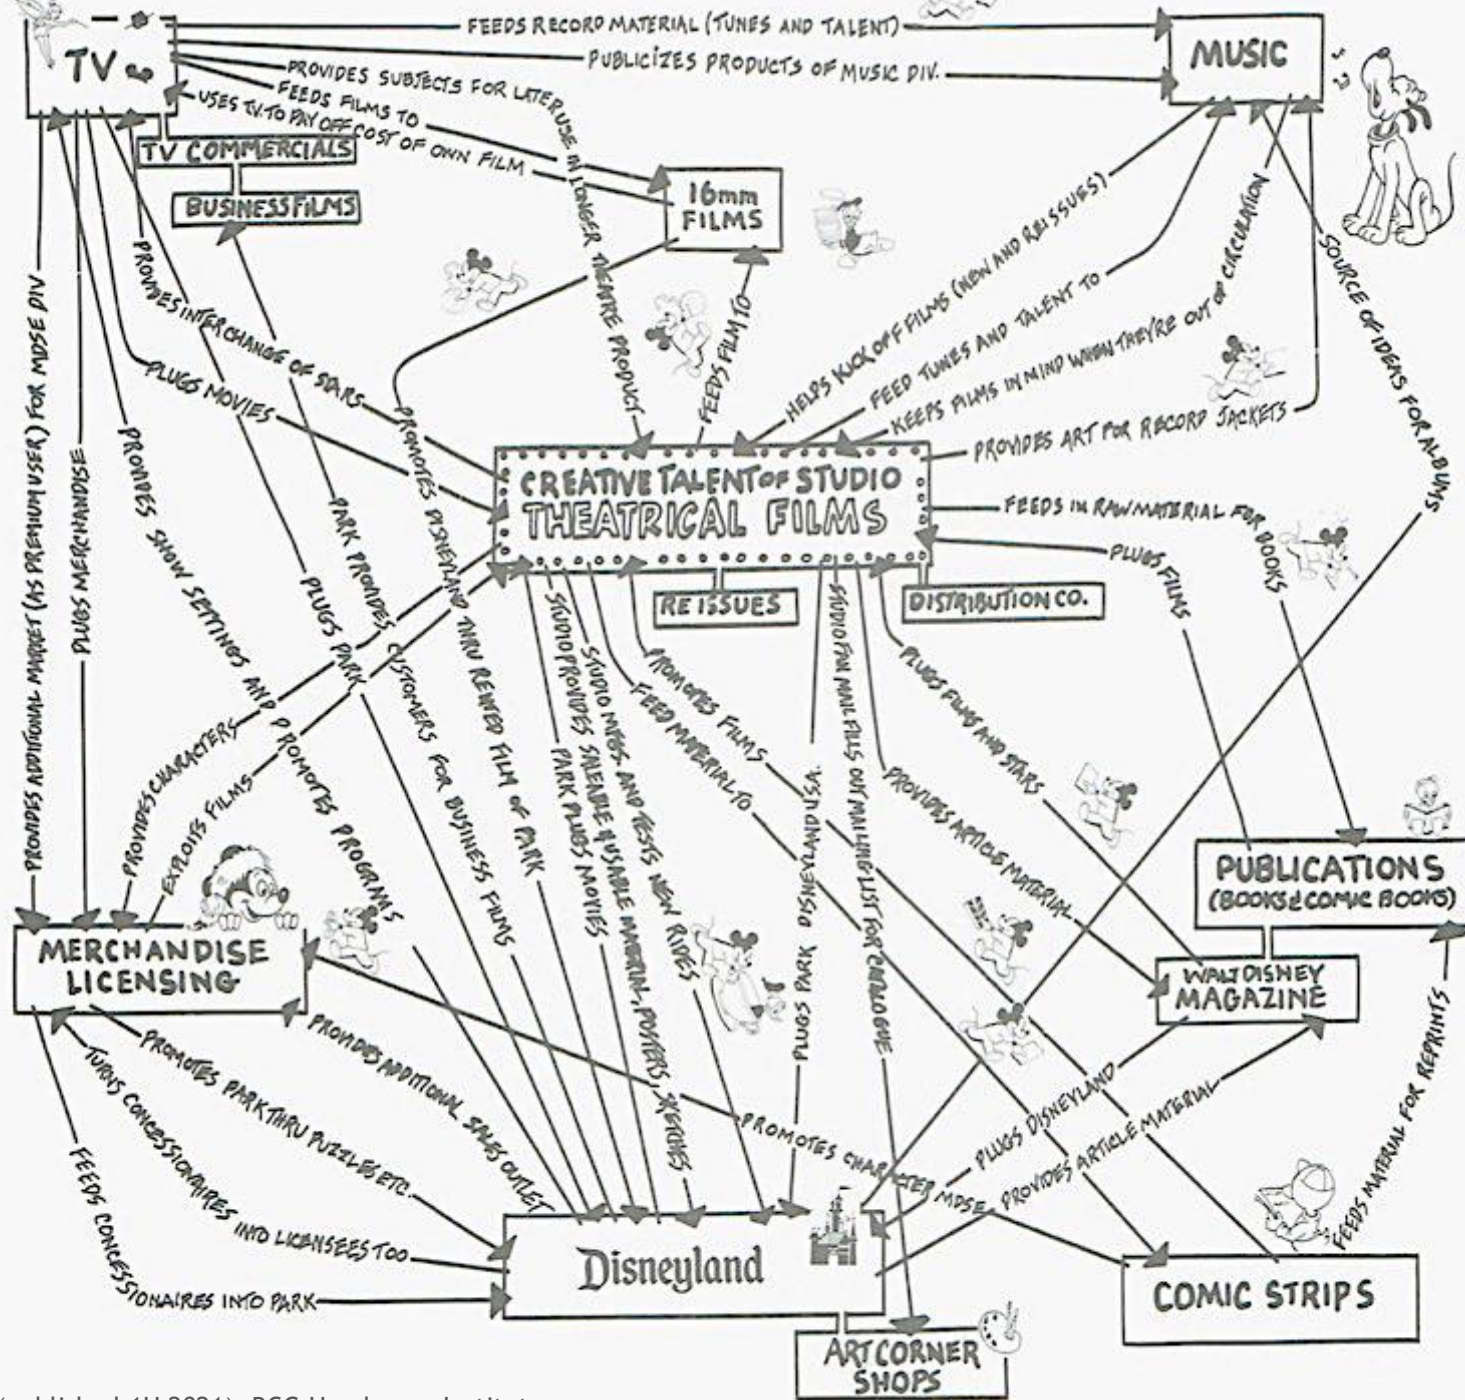 FEEDS RECORD MATERIAL (TUNES AND TALENT)
PUBLICIZES PRODUCTS OF MUSIC DIV.
TV
MUSIC
PROVIDES SUBJECTS FOR LATER USE IN LONGER THEATRE PRODUCT
FEEDS FILMS TO
USES T.V. TO PAY OFF COST OF OWN FILM
TV COMMERCIALS
BUSINESS FILMS
16mm
FILMS
PROVIDES INTERCHANGE OF STARS
PLUGS MOVIES
FEEDS FILM TO
HELPS KICK OFF FILMS (NEW AND REISSUES)
FEED TUNES AND TALENT TO
KEEPS FILMS IN MIND WHEN THEY'RE OUT OF CIRCULATION
PROVIDES ART FOR RECORD JACKETS
SOURCE OF IDEAS FOR ALBUMS
PROVIDES ADDITIONAL MARKET (AS PREMIUM USER) FOR MDSE DIV
PLUGS MERCHANDISE
PROVIDES SHOW SETTINGS AND PROMOTES PROGRAMS
PLUGS PARK
PARK PROVIDES CUSTOMERS FOR BUSINESS FILMS
PROMOTES DISNEYLAND THRU RENTED FILM OF PARK
CREATIVE TALENT OF STUDIO
THEATRICAL FILMS
RE ISSUES
DISTRIBUTION CO.
FEEDS IN RAW MATERIAL FOR BOOKS
PLUGS FILMS
PROVIDES CHARACTERS
EXPLOITS FILMS
PARK PLUGS MOVIES
STUDIO PROVIDES SALEABLE & USABLE MATERIAL, POSTERS, SKETCHES
STUDIO MFGS. AND TESTS NEW RIDES
FEED MATERIAL TO
PROMOTES FILMS
PLUGS PARK DISNEYLAND USA.
STUDIO FAN MAIL FILLS OUT MAILING LIST FOR CATALOGUE
PROVIDES ARTICLE MATERIAL
PLUGS FILMS AND STARS
PUBLICATIONS
(BOOKS & COMIC BOOKS)
WALT DISNEY
MAGAZINE
MERCHANDISE
LICENSING
PROVIDES ADDITIONAL SALES OUTLET
PROMOTES PARK THRU PUZZLES ETC.
TURNS CONCESSIONAIRES INTO LICENSEES TOO
FEEDS CONCESSIONAIRES INTO PARK
PROMOTES CHARACTER MDSE
PLUGS DISNEYLAND
PROVIDES ARTICLE MATERIAL
FEEDS MATERIAL FOR REPRINTS
Disneyland
COMIC STRIPS
ART CORNER
SHOPS